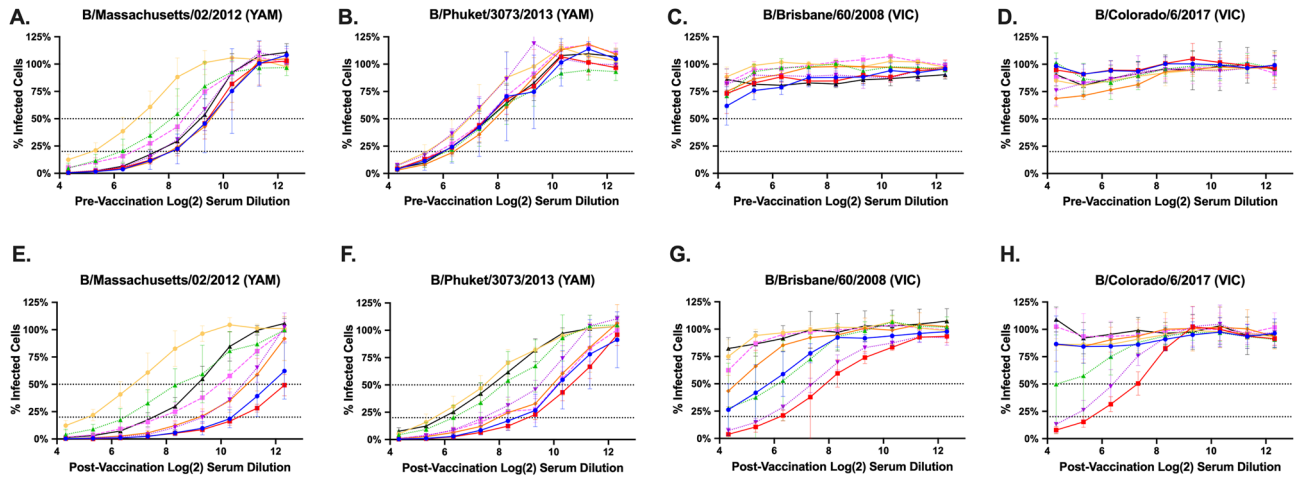 A.
B/Massachusetts/02/2012 (YAM)
% Infected Cells
125%
100%
75%
50%
25%
0%
4 6 8 10 12
Pre-Vaccination Log(2) Serum Dilution
B.
B/Phuket/3073/2013 (YAM)
% Infected Cells
125%
100%
75%
50%
25%
0%
4 6 8 10 12
Pre-Vaccination Log(2) Serum Dilution
C.
B/Brisbane/60/2008 (VIC)
% Infected Cells
125%
100%
75%
50%
25%
0%
4 6 8 10 12
Pre-Vaccination Log(2) Serum Dilution
D.
B/Colorado/6/2017 (VIC)
% Infected Cells
125%
100%
75%
50%
25%
0%
4 6 8 10 12
Pre-Vaccination Log(2) Serum Dilution
E.
B/Massachusetts/02/2012 (YAM)
% Infected Cells
125%
100%
75%
50%
25%
0%
4 6 8 10 12
Post-Vaccination Log(2) Serum Dilution
F.
B/Phuket/3073/2013 (YAM)
% Infected Cells
125%
100%
75%
50%
25%
0%
4 6 8 10 12
Post-Vaccination Log(2) Serum Dilution
G.
B/Brisbane/60/2008 (VIC)
% Infected Cells
125%
100%
75%
50%
25%
0%
4 6 8 10 12
Post-Vaccination Log(2) Serum Dilution
H.
B/Colorado/6/2017 (VIC)
% Infected Cells
125%
100%
75%
50%
25%
0%
4 6 8 10 12
Post-Vaccination Log(2) Serum Dilution